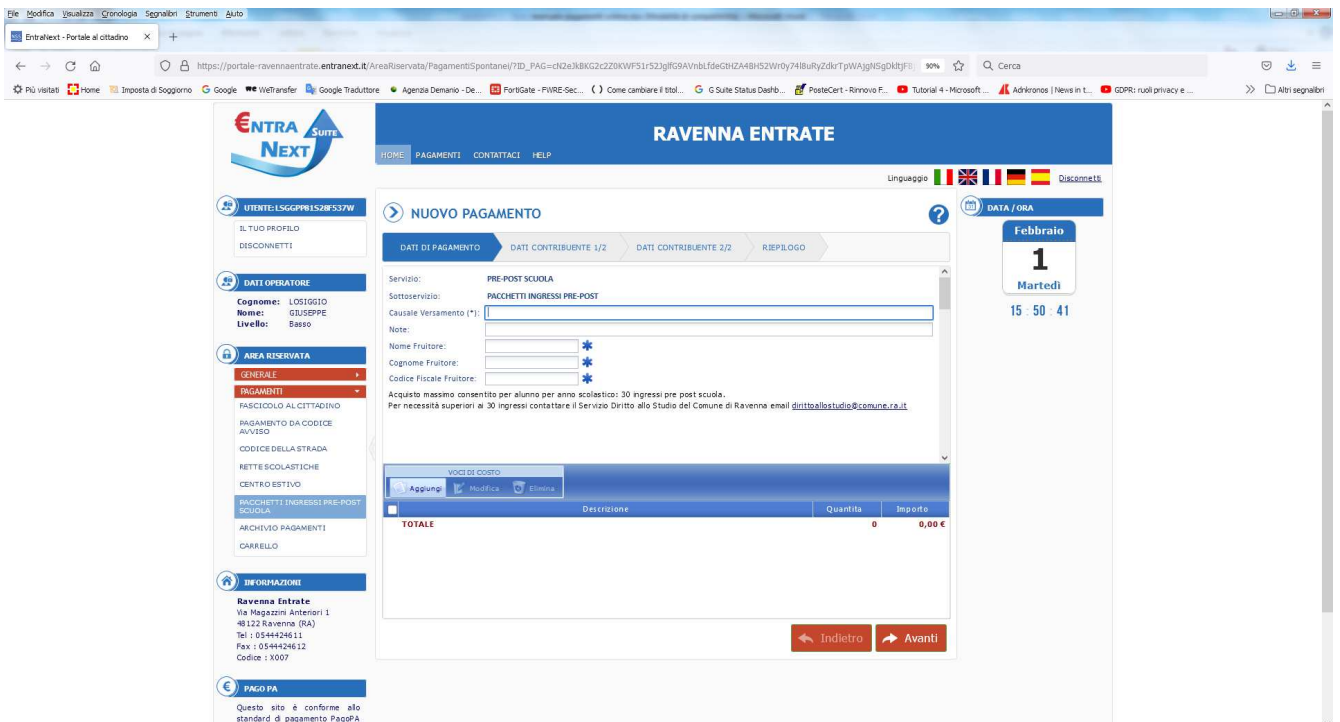 File Modifica Visualizza Cronologia Segnalibri Strumenti Aiuto
EntraNext - Portale al cittadino
https://portale-ravennaentrate.entranext.it/AreaRiservata/PagamentiSpontanei/
90%
Cerca
Più visitati Home Imposta di Soggiorno Google WeTransfer Google Traduttore Agenzia Demanio - De... FortiGate - FWRE-Sec... Come cambiare il titol... G Suite Status Dashb... PosteCert - Rinnovo F... Tutorial 4 - Microsoft ... Adnkronos | News in t... GDPR: ruoli privacy e ... Altri segnalibri
€NTRA NEXT SUITE
RAVENNA ENTRATE
HOME PAGAMENTI CONTATTACI HELP
Linguaggio Disconnetti
UTENTE: LSGGPP81S28F537W
IL TUO PROFILO
DISCONNETTI
DATI OPERATORE
Cognome: LOSIGGIO
Nome: GIUSEPPE
Livello: Basso
AREA RISERVATA
GENERALE
PAGAMENTI
FASCICOLO AL CITTADINO
PAGAMENTO DA CODICE
AVVISO
CODICE DELLA STRADA
RETTE SCOLASTICHE
CENTRO ESTIVO
PACCHETTI INGRESSI PRE-POST
SCUOLA
ARCHIVIO PAGAMENTI
CARRELLO
INFORMAZIONI
Ravenna Entrate
Via Magazzini Anteriori 1
48122 Ravenna (RA)
Tel : 0544424611
Fax : 0544424612
Codice : X007
PAGO PA
Questo sito è conforme allo
standard di pagamento PagoPA
NUOVO PAGAMENTO
?
DATI DI PAGAMENTO DATI CONTRIBUENTE 1/2 DATI CONTRIBUENTE 2/2 RIEPILOGO
Servizio: PRE-POST SCUOLA
Sottoservizio: PACCHETTI INGRESSI PRE-POST
Causale Versamento (*):
Note:
Nome Fruitore:
Cognome Fruitore:
Codice Fiscale Fruitore:
Acquisto massimo consentito per alunno per anno scolastico: 30 ingressi pre post scuola.
Per necessità superiori ai 30 ingressi contattare il Servizio Diritto allo Studio del Comune di Ravenna email dirittoallostudio@comune.ra.it
VOCI DI COSTO
Aggiungi Modifica Elimina
Descrizione Quantita Importo
TOTALE 0 0,00 €
Indietro Avanti
DATA / ORA
Febbraio
1
Martedì
15 : 50 : 41